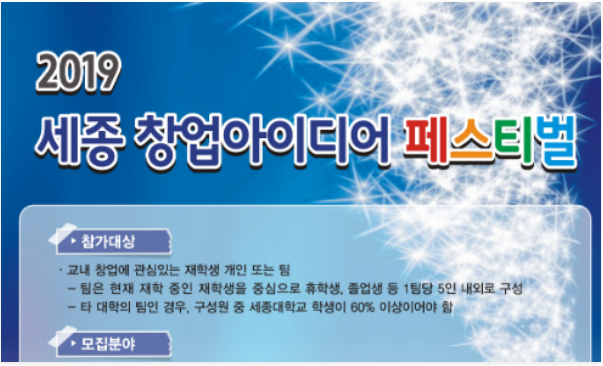 2019
세종 창업아이디어 페스티벌
▸ 참가대상
· 교내 창업에 관심있는 재학생 개인 또는 팀
– 팀은 현재 재학 중인 재학생을 중심으로 휴학생, 졸업생 등 1팀당 5인 내외로 구성
– 타 대학의 팀인 경우, 구성원 중 세종대학교 학생이 60% 이상이어야 함
▸ 모집분야